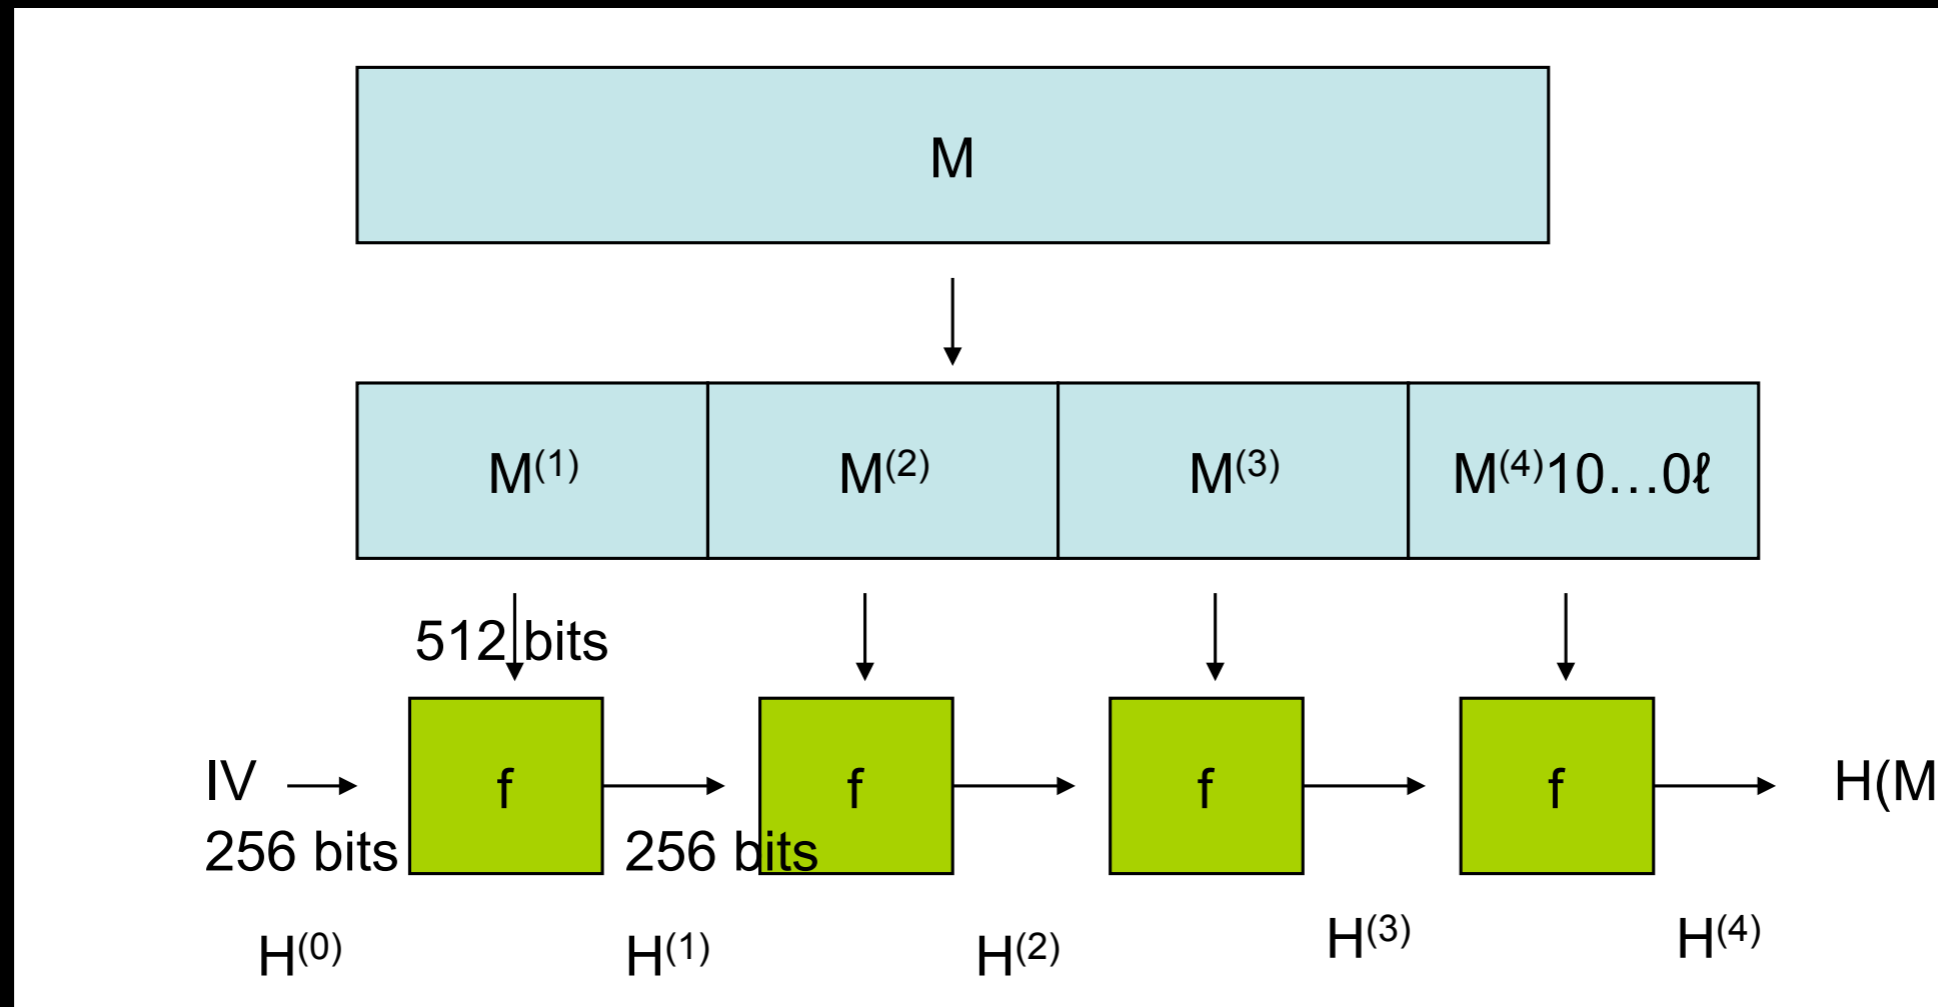 M
M⁽¹⁾ M⁽²⁾ M⁽³⁾ M⁽⁴⁾10…0ℓ
512 bits
IV f f f f H(M
256 bits 256 bits
H⁽⁰⁾ H⁽¹⁾ H⁽²⁾ H⁽³⁾ H⁽⁴⁾